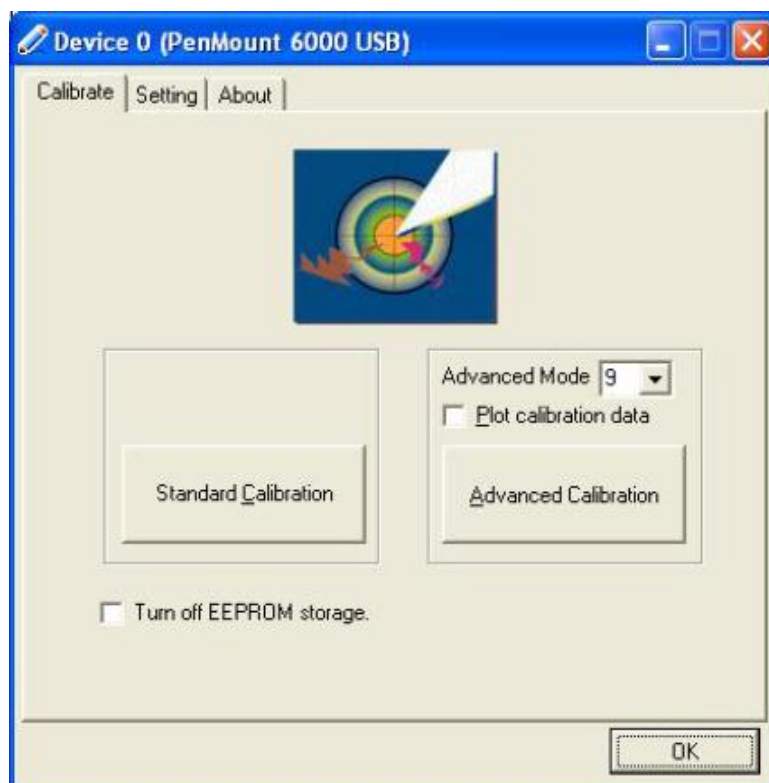 Device 0 (PenMount 6000 USB)
Calibrate Setting About
Advanced Mode 9
Plot calibration data
Standard Calibration
Advanced Calibration
Turn off EEPROM storage.
OK